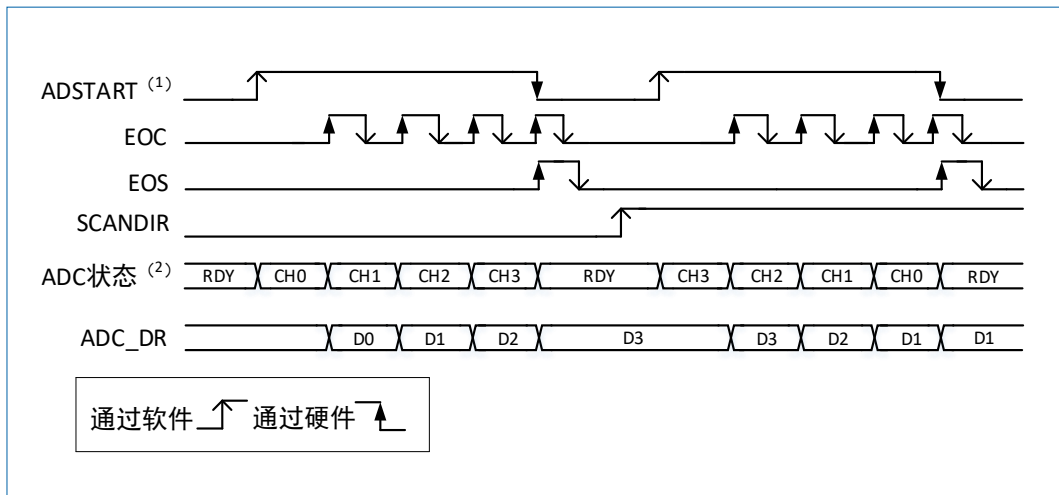 ADSTART (1)
EOC
EOS
SCANDIR
ADC状态 (2) RDY CH0 CH1 CH2 CH3 RDY CH3 CH2 CH1 CH0 RDY
ADC_DR D0 D1 D2 D3 D3 D2 D1 D1
通过软件 通过硬件